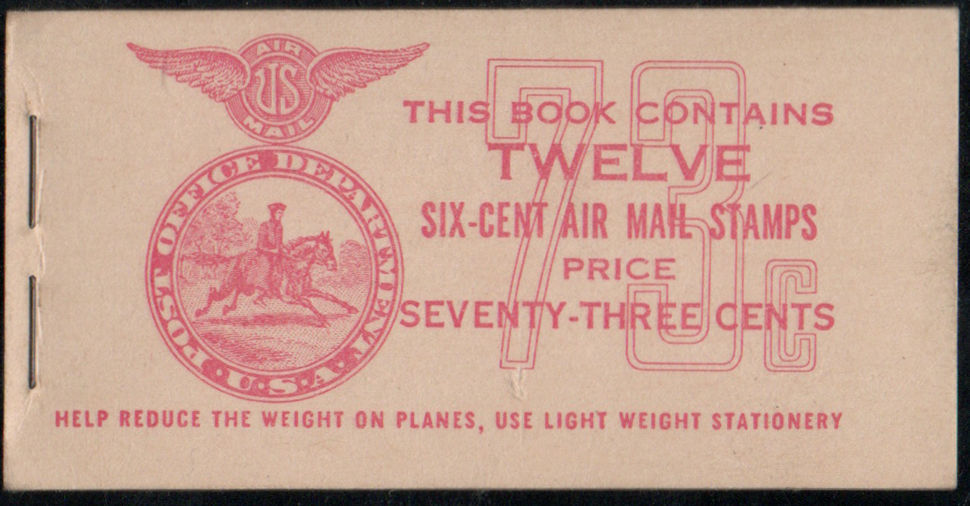 AIR
US
MAIL
POST OFFICE DEPARTMENT
U.S.A.
THIS BOOK CONTAINS
TWELVE
SIX-CENT AIR MAIL STAMPS
PRICE
SEVENTY-THREE CENTS
73c
HELP REDUCE THE WEIGHT ON PLANES, USE LIGHT WEIGHT STATIONERY